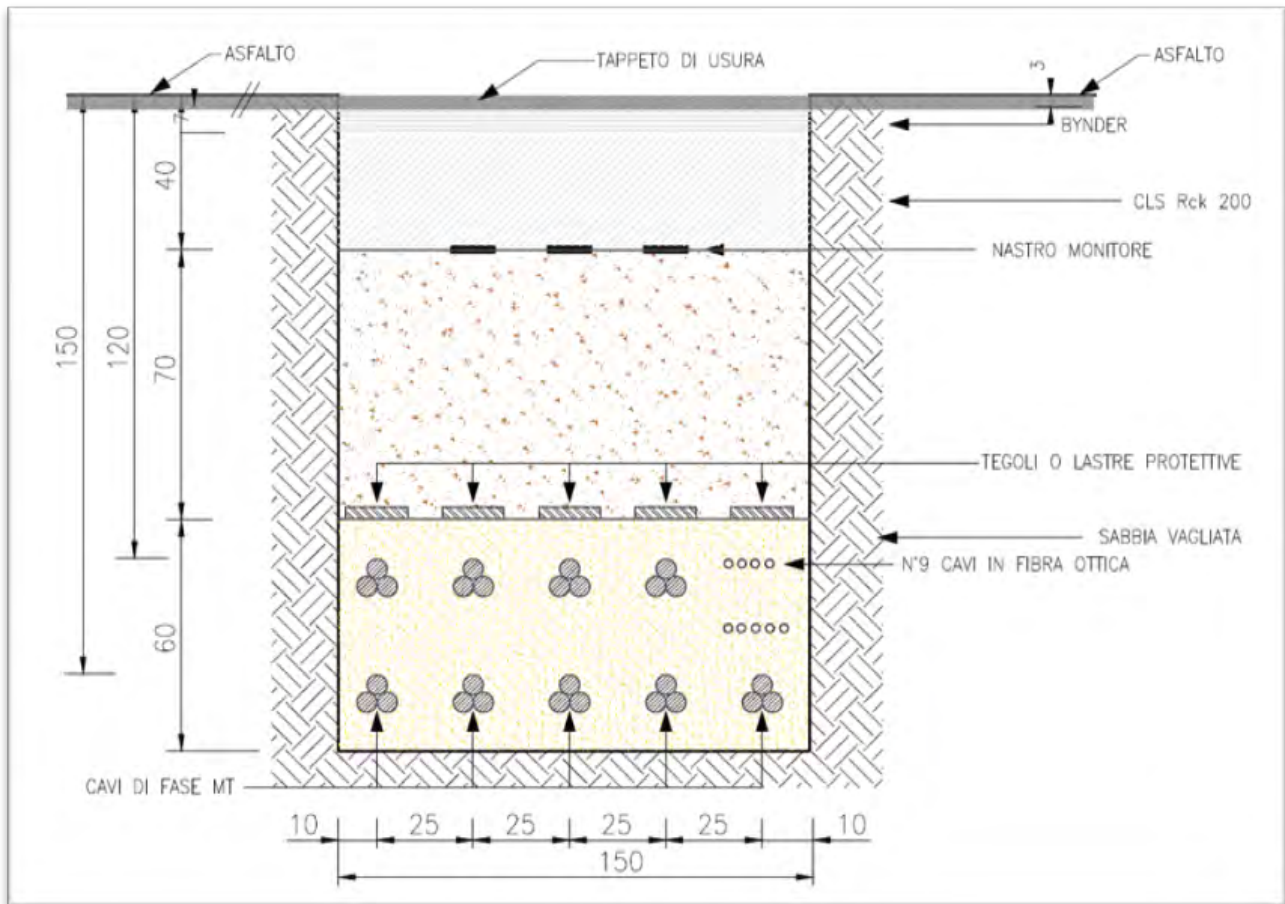 ASFALTO
TAPPETO DI USURA
ASFALTO
3
7
BYNDER
40
CLS Rck 200
NASTRO MONITORE
150
120
70
TEGOLI O LASTRE PROTETTIVE
SABBIA VAGLIATA
N°9 CAVI IN FIBRA OTTICA
60
CAVI DI FASE MT
10 25 25 25 25 10
150